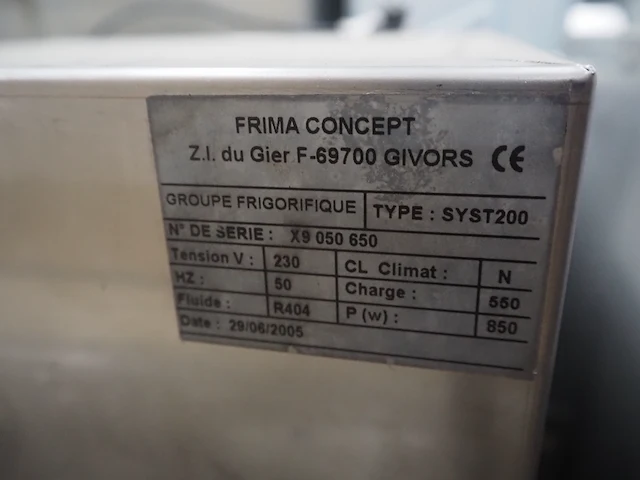 FRIMA CONCEPT
Z.I. du Gier F-69700 GIVORS CE
GROUPE FRIGORIFIQUE TYPE : SYST200
N° DE SERIE : X9 050 650
Tension V : 230 CL Climat : N
HZ : 50 Charge : 550
Fluide : R404 P (w) : 850
Date : 29/06/2005